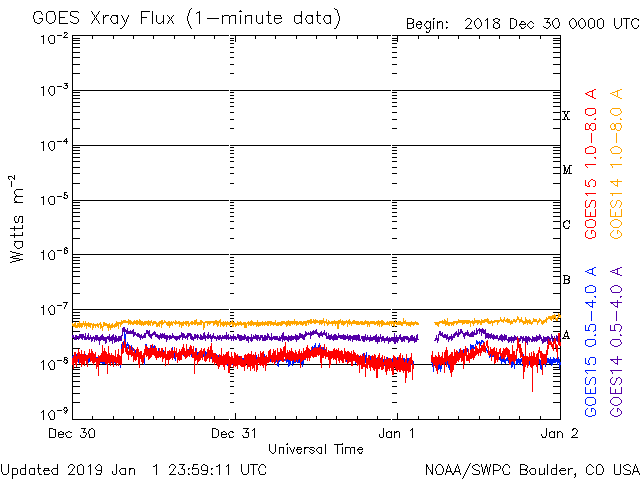 GOES Xray Flux (1-minute data)
Begin: 2018 Dec 30 0000 UTC
Watts m⁻²
10⁻²
10⁻³
10⁻⁴
10⁻⁵
10⁻⁶
10⁻⁷
10⁻⁸
10⁻⁹
X
M
C
B
A
GOES15 1.0-8.0 A
GOES14 1.0-8.0 A
GOES15 0.5-4.0 A
GOES14 0.5-4.0 A
Dec 30 Dec 31 Jan 1 Jan 2
Universal Time
Updated 2019 Jan 1 23:59:11 UTC
NOAA/SWPC Boulder, CO USA